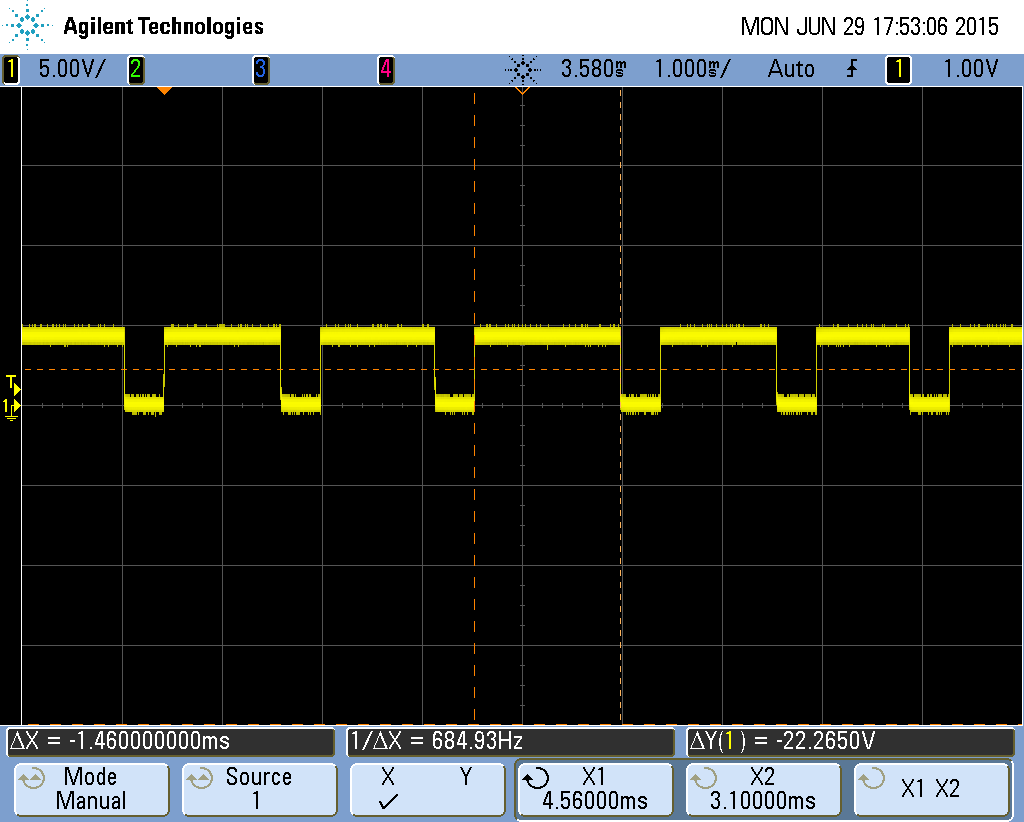 Agilent Technologies MON JUN 29 17:53:06 2015
1 5.00V/ 2 3 4 3.580ms 1.000ms/ Auto 1 1.00V
T
1
ΔX = -1.460000000ms 1/ΔX = 684.93Hz ΔY(1) = -22.2650V
Mode Source X Y X1 X2 X1 X2
Manual 1 ✓ 4.56000ms 3.10000ms